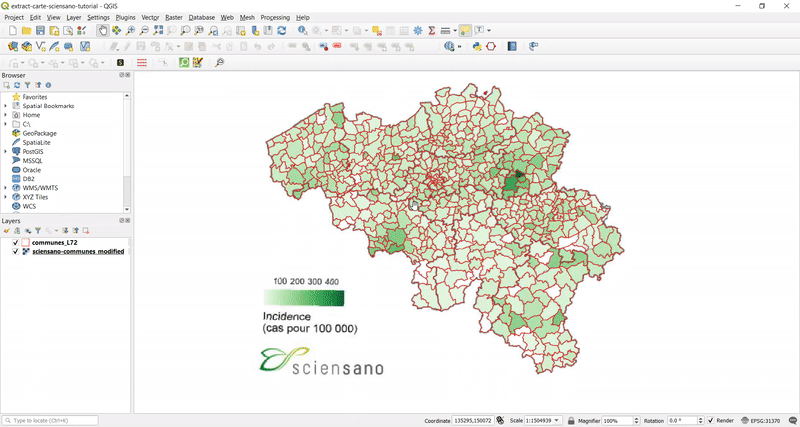 extract-carte-sciensano-tutorial - QGIS
Project Edit View Layer Settings Plugins Vector Raster Database Web Mesh Processing Help
Browser
Favorites
Spatial Bookmarks
Home
C:\
GeoPackage
SpatiaLite
PostGIS
MSSQL
Oracle
DB2
WMS/WMTS
XYZ Tiles
WCS
Layers
communes_L72
sciensano-communes_modified
100 200 300 400
Incidence
(cas pour 100 000)
sciensano
Type to locate (Ctrl+K)
Coordinate 135295,150072 Scale 1:1504939 Magnifier 100% Rotation 0.0 ° Render EPSG:31370